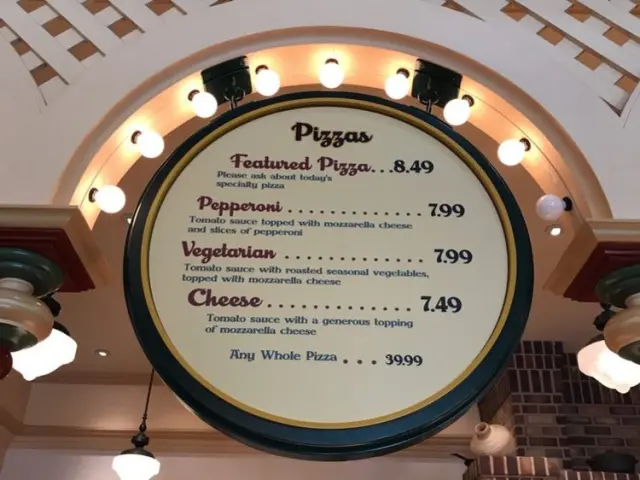 Pizzas
Featured Pizza...8.49
Please ask about today's
specialty pizza
Pepperoni .............. 7.99
Tomato sauce topped with mozzarella cheese
and slices of pepperoni
Vegetarian .............. 7.99
Tomato sauce with roasted seasonal vegetables,
topped with mozzarella cheese
Cheese .............. 7.49
Tomato sauce with a generous topping
of mozzarella cheese
Any Whole Pizza .... 39.99